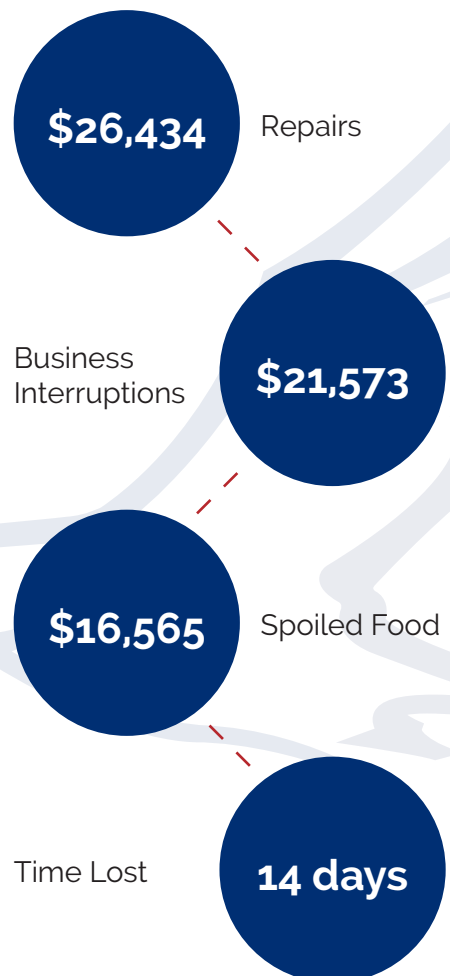 $26,434
Repairs
Business
Interruptions
$21,573
$16,565
Spoiled Food
Time Lost
14 days